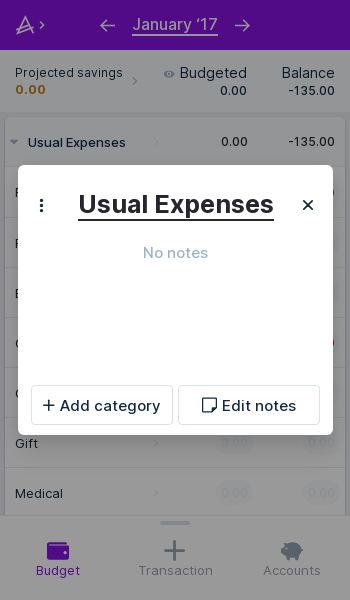 January ‘17
Projected savings
0.00
Budgeted
0.00
Balance
-135.00
Usual Expenses
0.00
-135.00
Usual Expenses
No notes
Add category
Edit notes
Gift
0.00
0.00
Medical
0.00
0.00
Budget
Transaction
Accounts